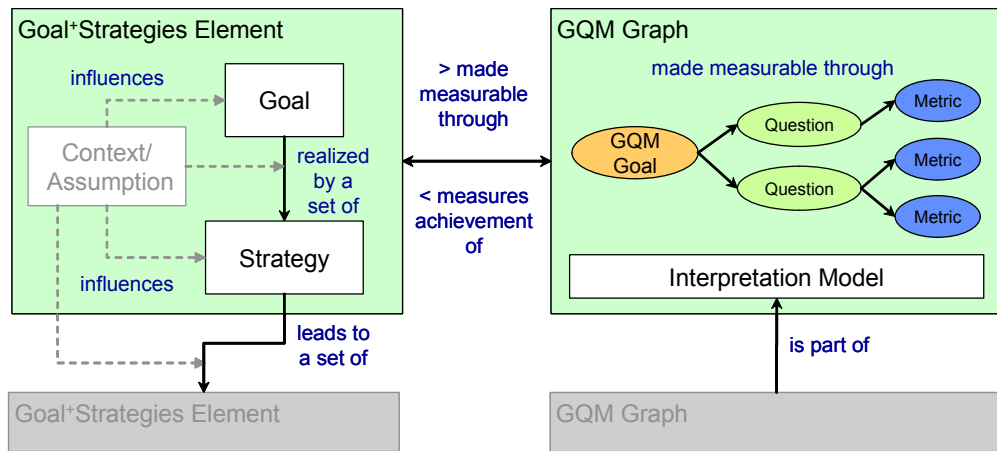 Goal+Strategies Element
influences
Goal
Context/
Assumption
realized
by a
set of
Strategy
influences
leads to
a set of
Goal+Strategies Element
> made
measurable
through
< measures
achievement
of
GQM Graph
made measurable through
GQM
Goal
Question
Question
Metric
Metric
Metric
Interpretation Model
is part of
GQM Graph